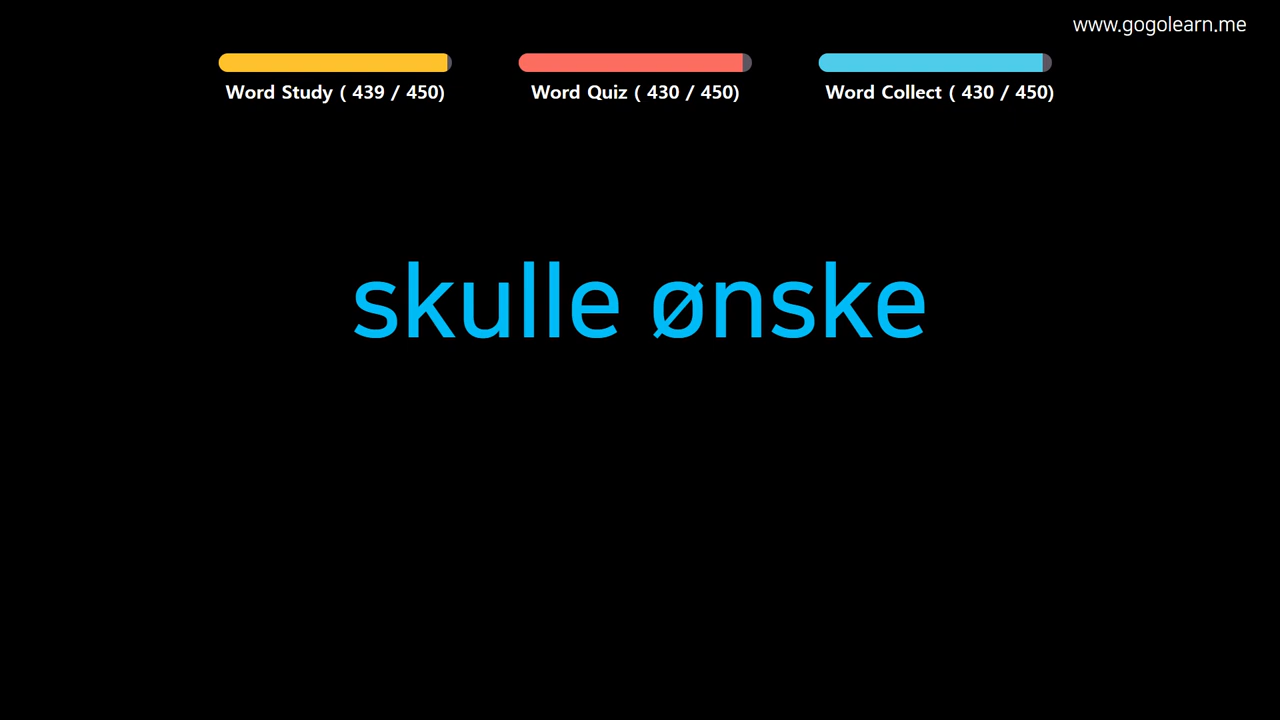 www.gogolearn.me
Word Study ( 439 / 450)
Word Quiz ( 430 / 450)
Word Collect ( 430 / 450)
skulle ønske